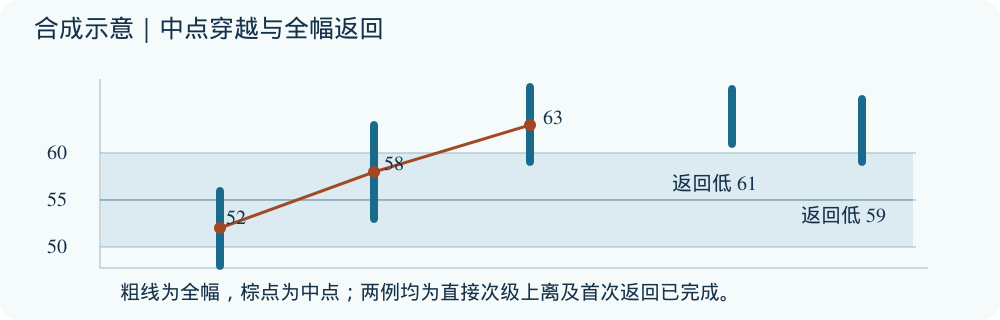 合成示意｜中点穿越与全幅返回
63
60
58
返回低 61
55
52
返回低 59
50
粗线为全幅，棕点为中点；两例均为直接次级上离及首次返回已完成。